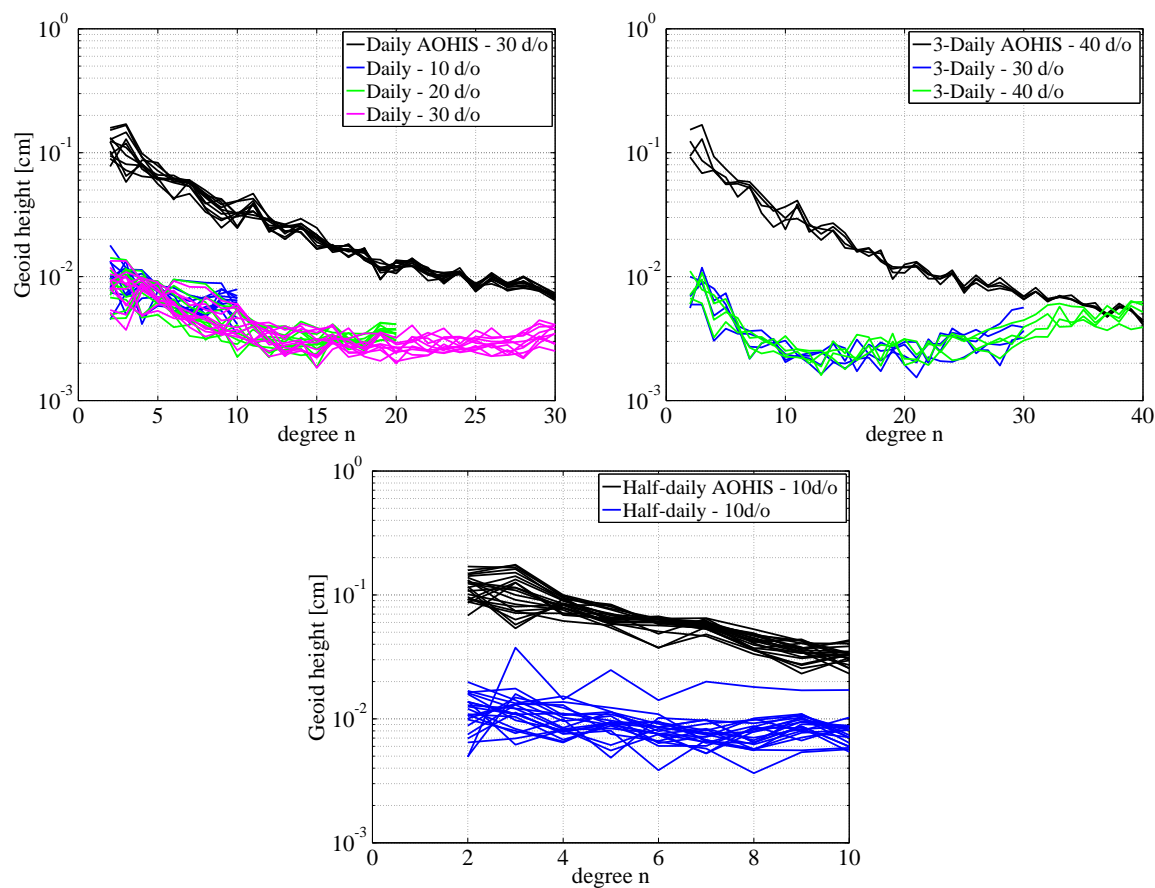 Daily AOHIS - 30 d/o
Daily - 10 d/o
Daily - 20 d/o
Daily - 30 d/o
10^0
10^-1
10^-2
10^-3
Geoid height [cm]
0 5 10 15 20 25 30
degree n
3-Daily AOHIS - 40 d/o
3-Daily - 30 d/o
3-Daily - 40 d/o
10^0
10^-1
10^-2
10^-3
0 10 20 30 40
degree n
Half-daily AOHIS - 10d/o
Half-daily - 10d/o
10^0
10^-1
10^-2
10^-3
Geoid height [cm]
0 2 4 6 8 10
degree n